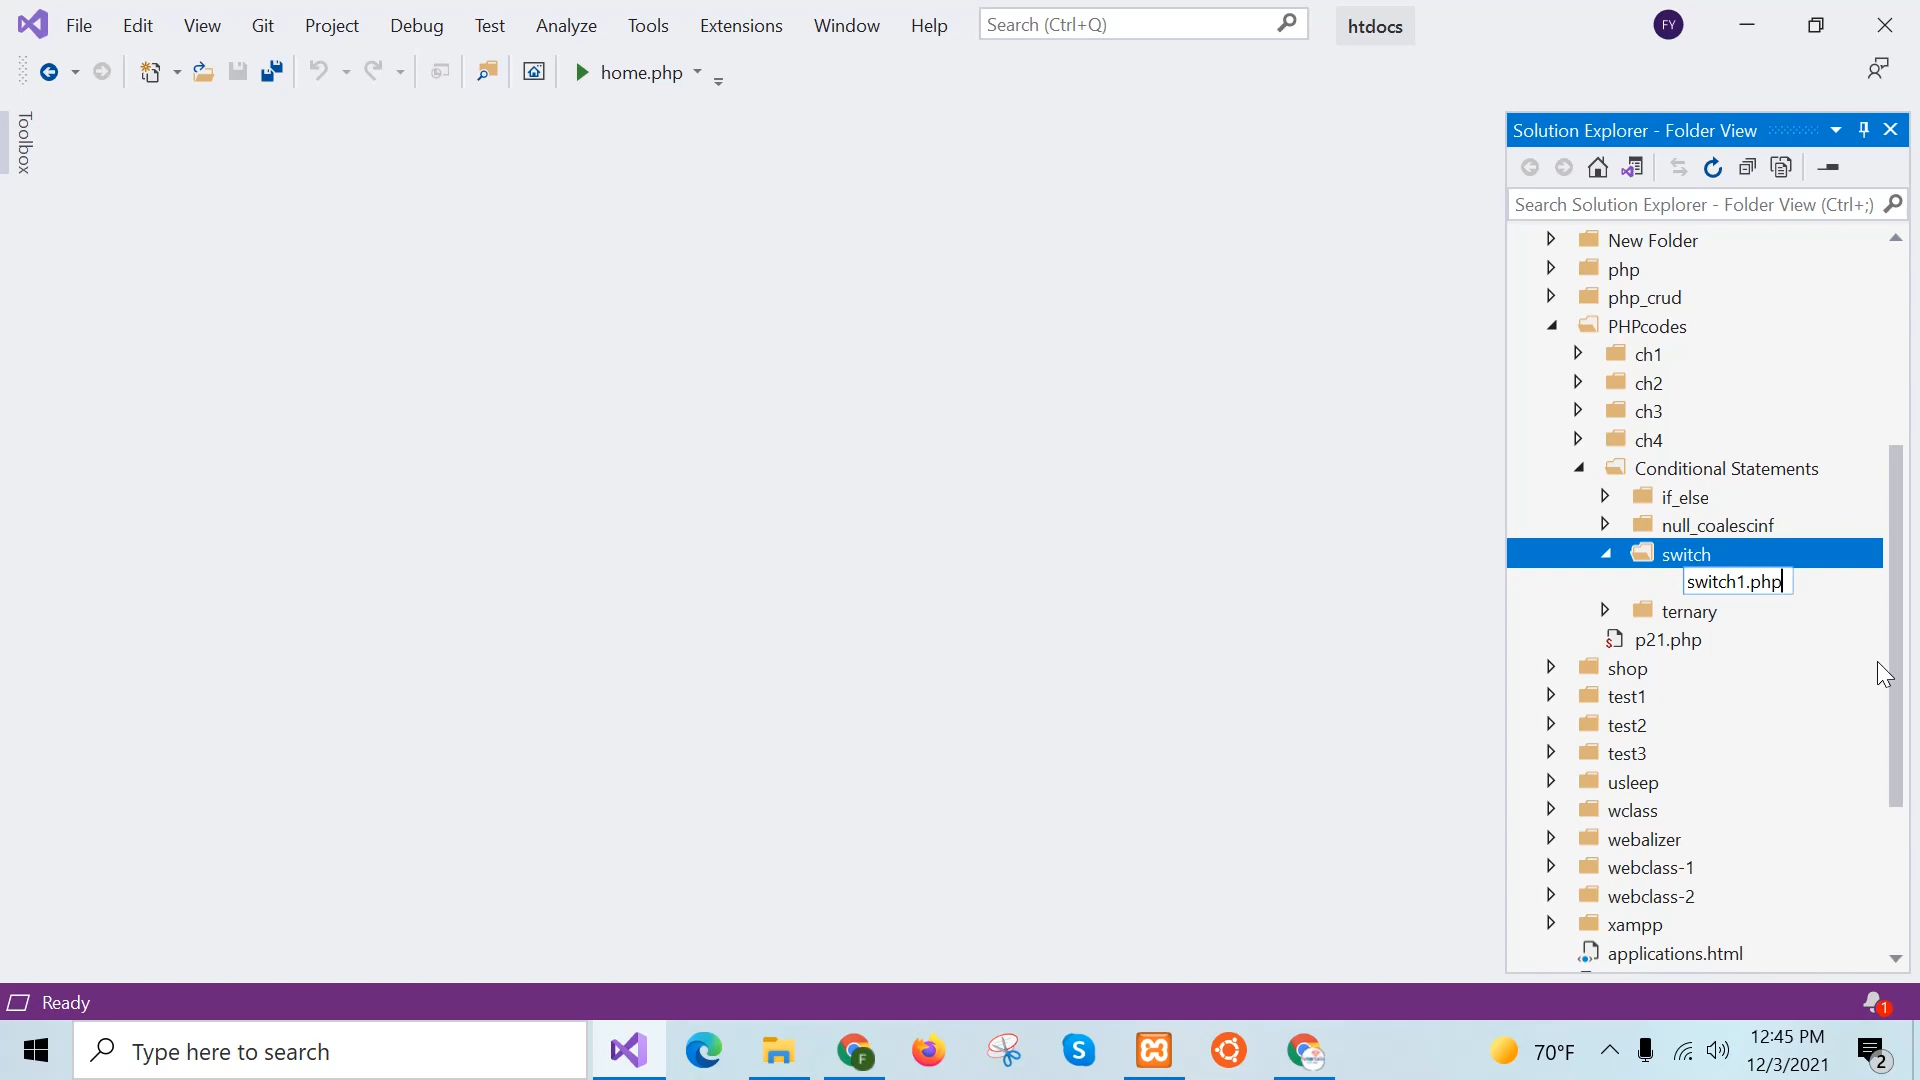 File Edit View Git Project Debug Test Analyze Tools Extensions Window Help Search (Ctrl+Q) htdocs FY
home.php
Toolbox
Solution Explorer - Folder View
Search Solution Explorer - Folder View (Ctrl+;)
New Folder
php
php_crud
PHPcodes
ch1
ch2
ch3
ch4
Conditional Statements
if_else
null_coalescinf
switch
switch1.php
ternary
p21.php
shop
test1
test2
test3
usleep
wclass
webalizer
webclass-1
webclass-2
xampp
applications.html
Ready 1
Type here to search F S 70°F 12:45 PM
12/3/2021 2